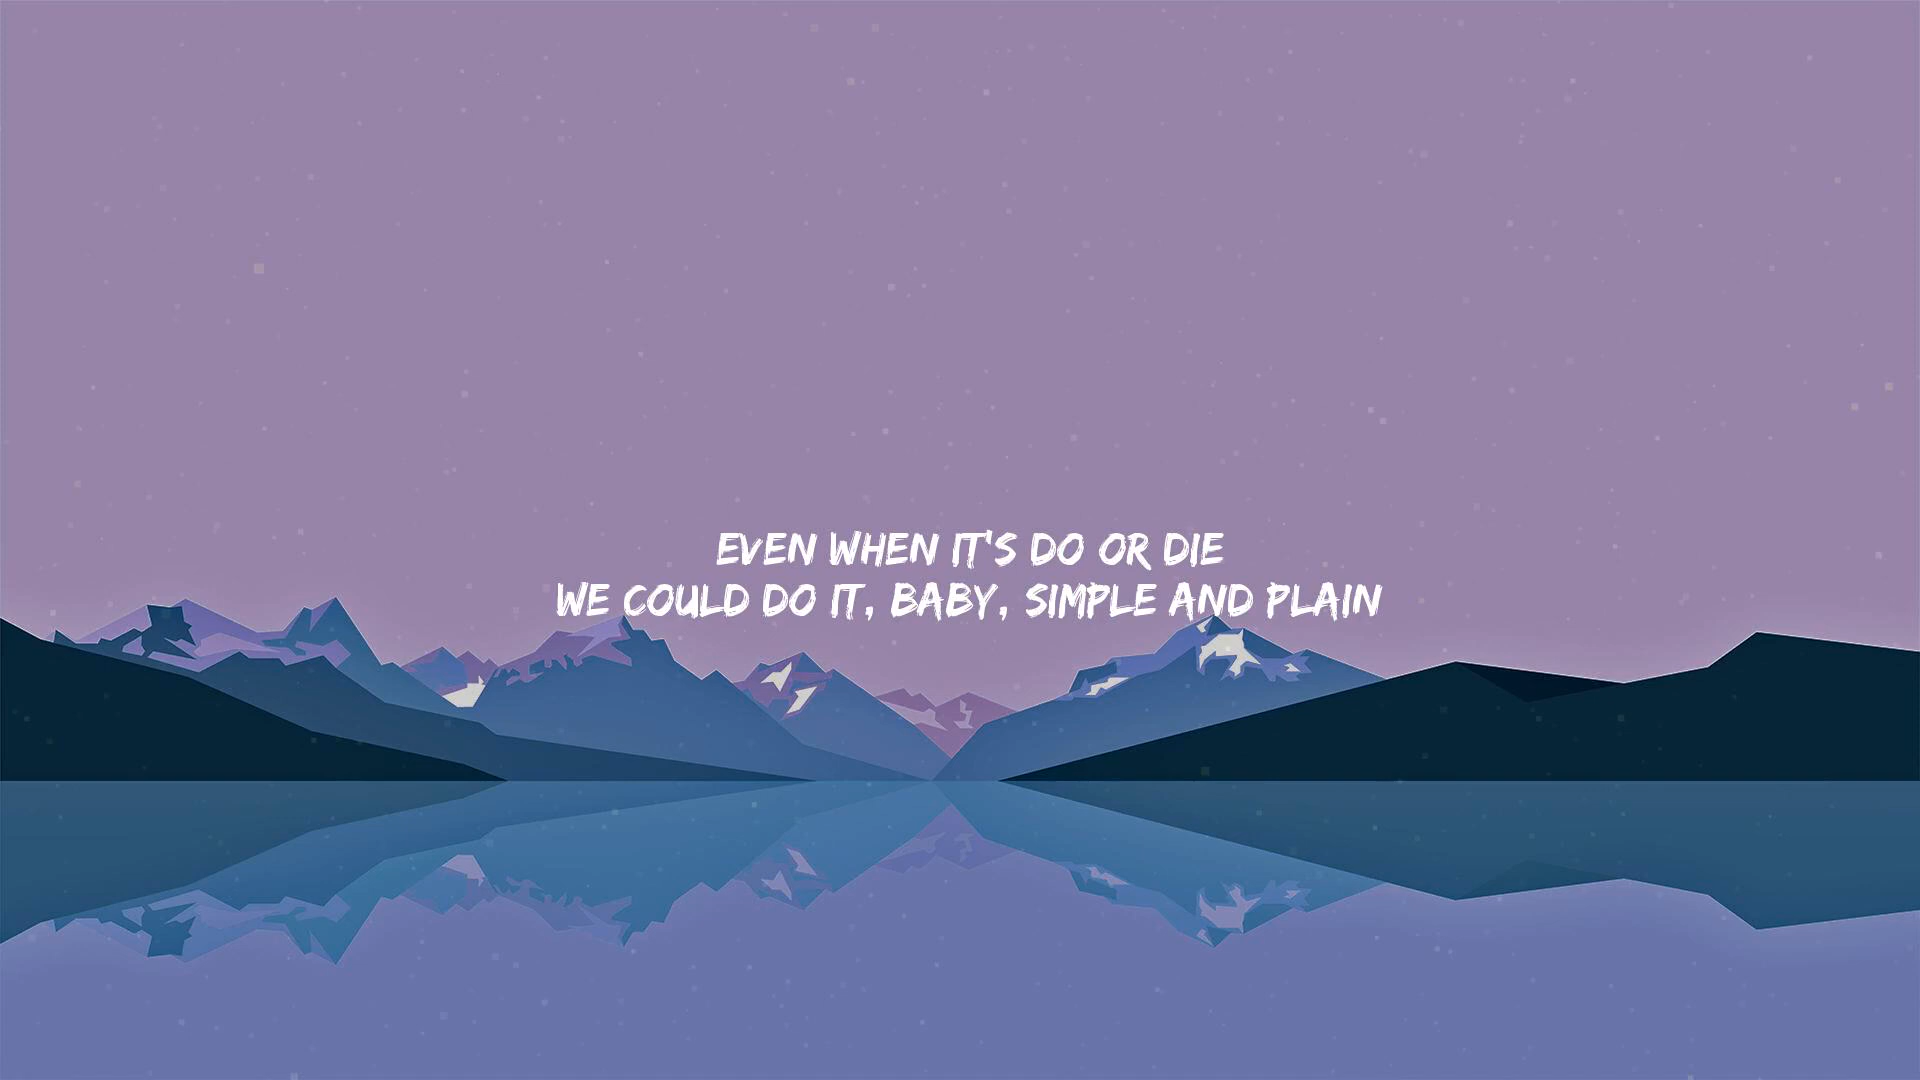 EVEN WHEN IT'S DO OR DIE
WE COULD DO IT, BABY, SIMPLE AND PLAIN